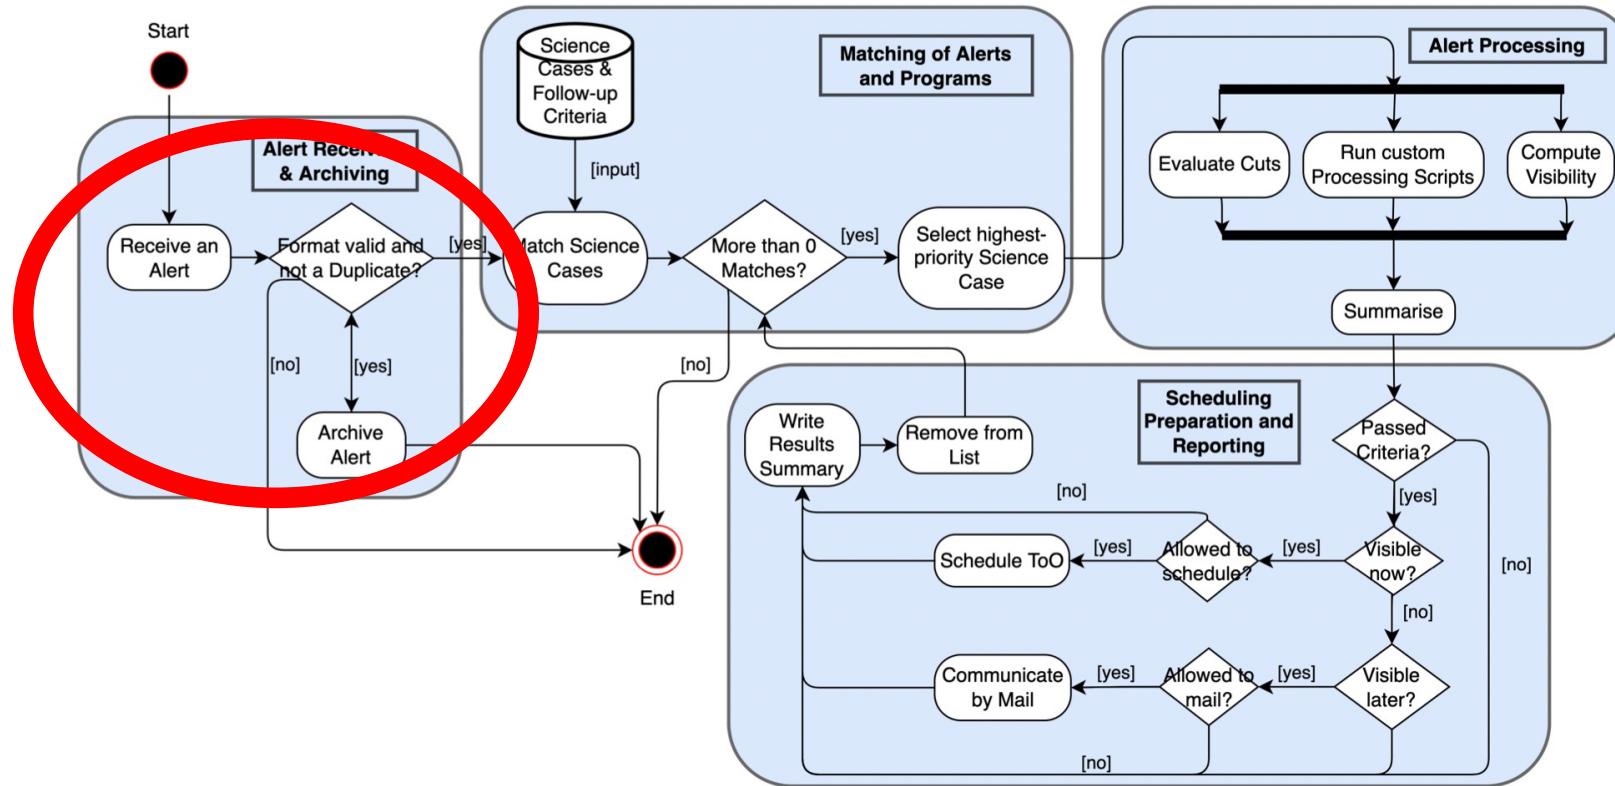 Start
Alert
& Archiving
Receive an
Alert
Format valid and
not a Duplicate?
[yes]
[no]
[yes]
Archive
Alert
Science
Cases &
Follow-up
Criteria
[input]
Matching of Alerts
and Programs
Match Science
Cases
More than 0
Matches?
[yes]
[no]
Select highest-
priority Science
Case
End
Alert Processing
Evaluate Cuts
Run custom
Processing Scripts
Compute
Visibility
Summarise
Scheduling
Preparation and
Reporting
Write
Results
Summary
Remove from
List
Passed
Criteria?
[yes]
[no]
[no]
Schedule ToO
[yes]
Allowed to
schedule?
[yes]
Visible
now?
[no]
Communicate
by Mail
[yes]
Allowed to
mail?
[yes]
Visible
later?
[no]